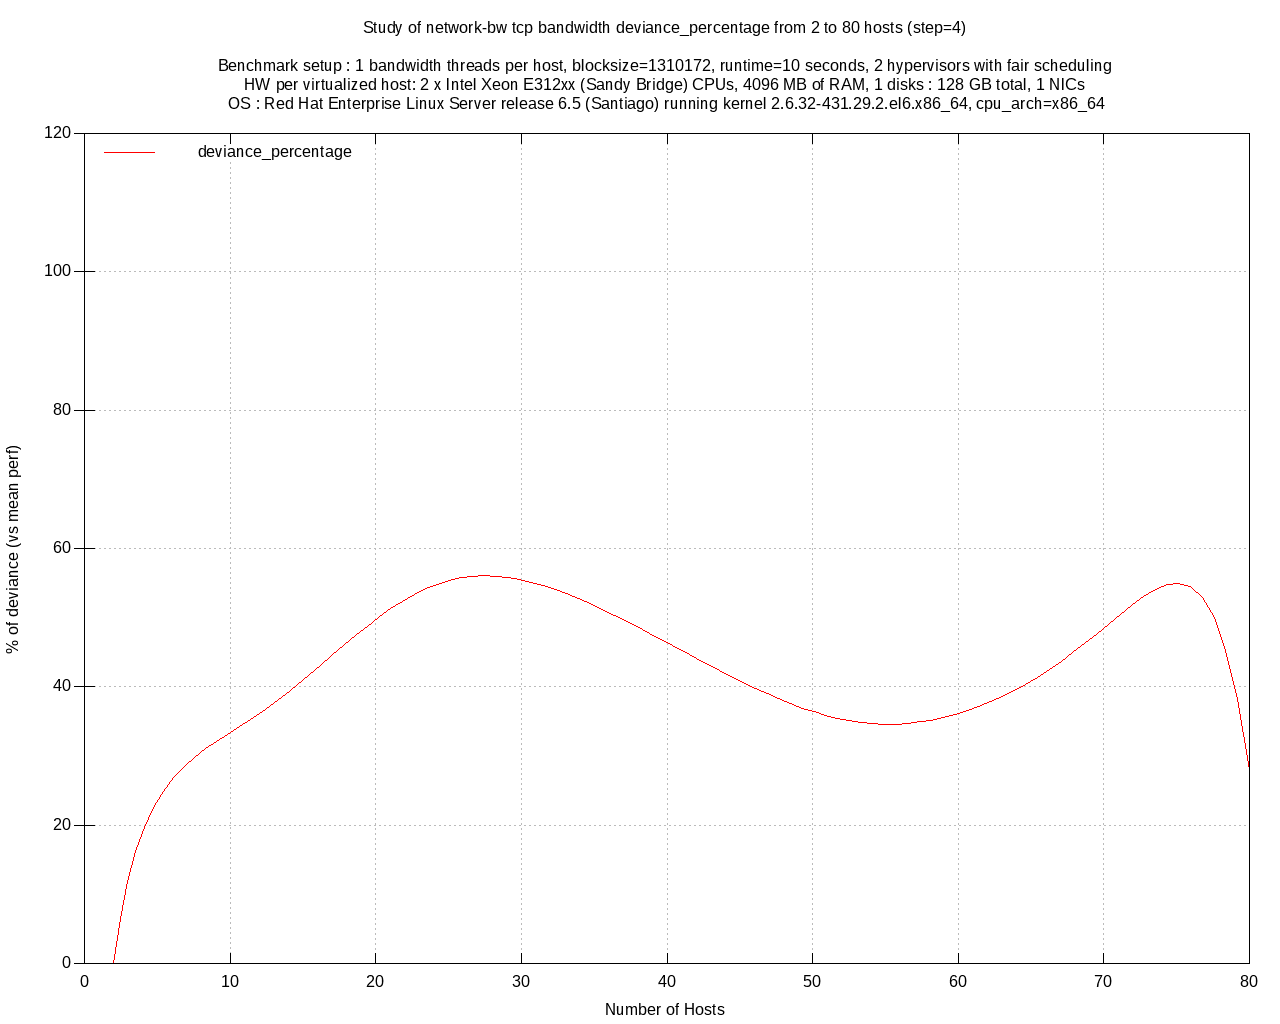 Study of network-bw tcp bandwidth deviance_percentage from 2 to 80 hosts (step=4)
Benchmark setup : 1 bandwidth threads per host, blocksize=1310172, runtime=10 seconds, 2 hypervisors with fair scheduling
HW per virtualized host: 2 x Intel Xeon E312xx (Sandy Bridge) CPUs, 4096 MB of RAM, 1 disks : 128 GB total, 1 NICs
OS : Red Hat Enterprise Linux Server release 6.5 (Santiago) running kernel 2.6.32-431.29.2.el6.x86_64, cpu_arch=x86_64
deviance_percentage
120
100
80
60
40
20
0
% of deviance (vs mean perf)
0 10 20 30 40 50 60 70 80
Number of Hosts